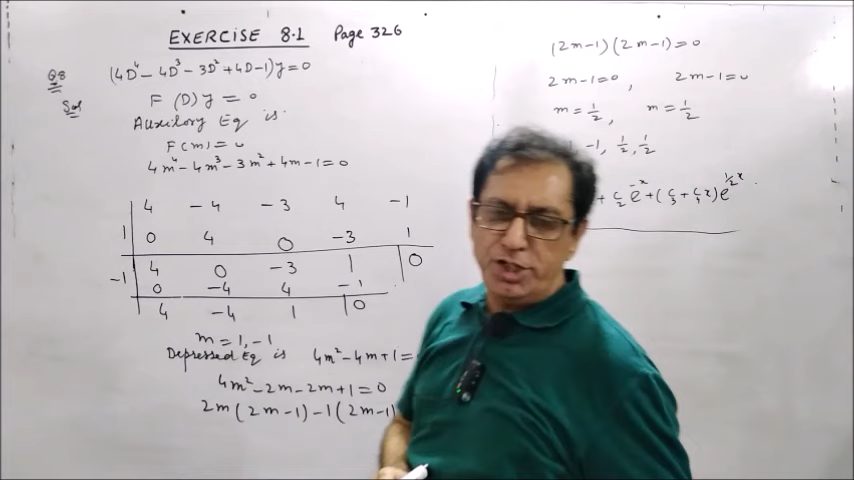 EXERCISE 8.1 Page 326
Q8 (4D⁴ - 4D³ - 3D² + 4D - 1)y = 0
Sol
F(D)y = 0
Auxilory Eq is
F(m) = 0
4m⁴ - 4m³ - 3m² + 4m - 1 = 0
4 -4 -3 4 -1
1 0 4 0 -3 1
4 0 -3 1 0
-1 0 -4 4 -1
4 -4 1 0
m = 1, -1
Depressed Eq is 4m² - 4m + 1 =
4m² - 2m - 2m + 1 = 0
2m(2m-1) - 1(2m-1)
(2m-1)(2m-1) = 0
2m-1=0, 2m-1=0
m = 1/2, m = 1/2
-1, 1/2, 1/2
+ c₂ e^-x + (c₃ + c₄x) e^1/2x